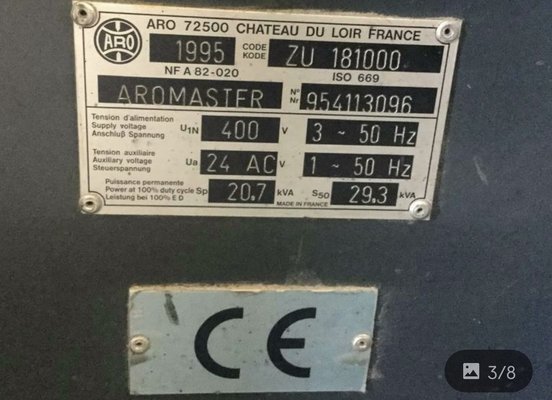 ARO 72500 CHATEAU DU LOIR FRANCE
ARO
1995 CODE KODE ZU 181000
NF A 82-020 ISO 669
AROMASTER N° Nr 954113096
Tension d'alimentation
Supply voltage U1N 400 V 3 ~ 50 Hz
Anschluß Spannung
Tension auxiliaire
Auxiliary voltage Ua 24 AC V 1 ~ 50 Hz
Steuerspannung
Puissance permanente
Power at 100% duty cycle Sp 20.7 kVA S50 29.3 kVA
Leistung bei 100% E D
MADE IN FRANCE
CE
3/8